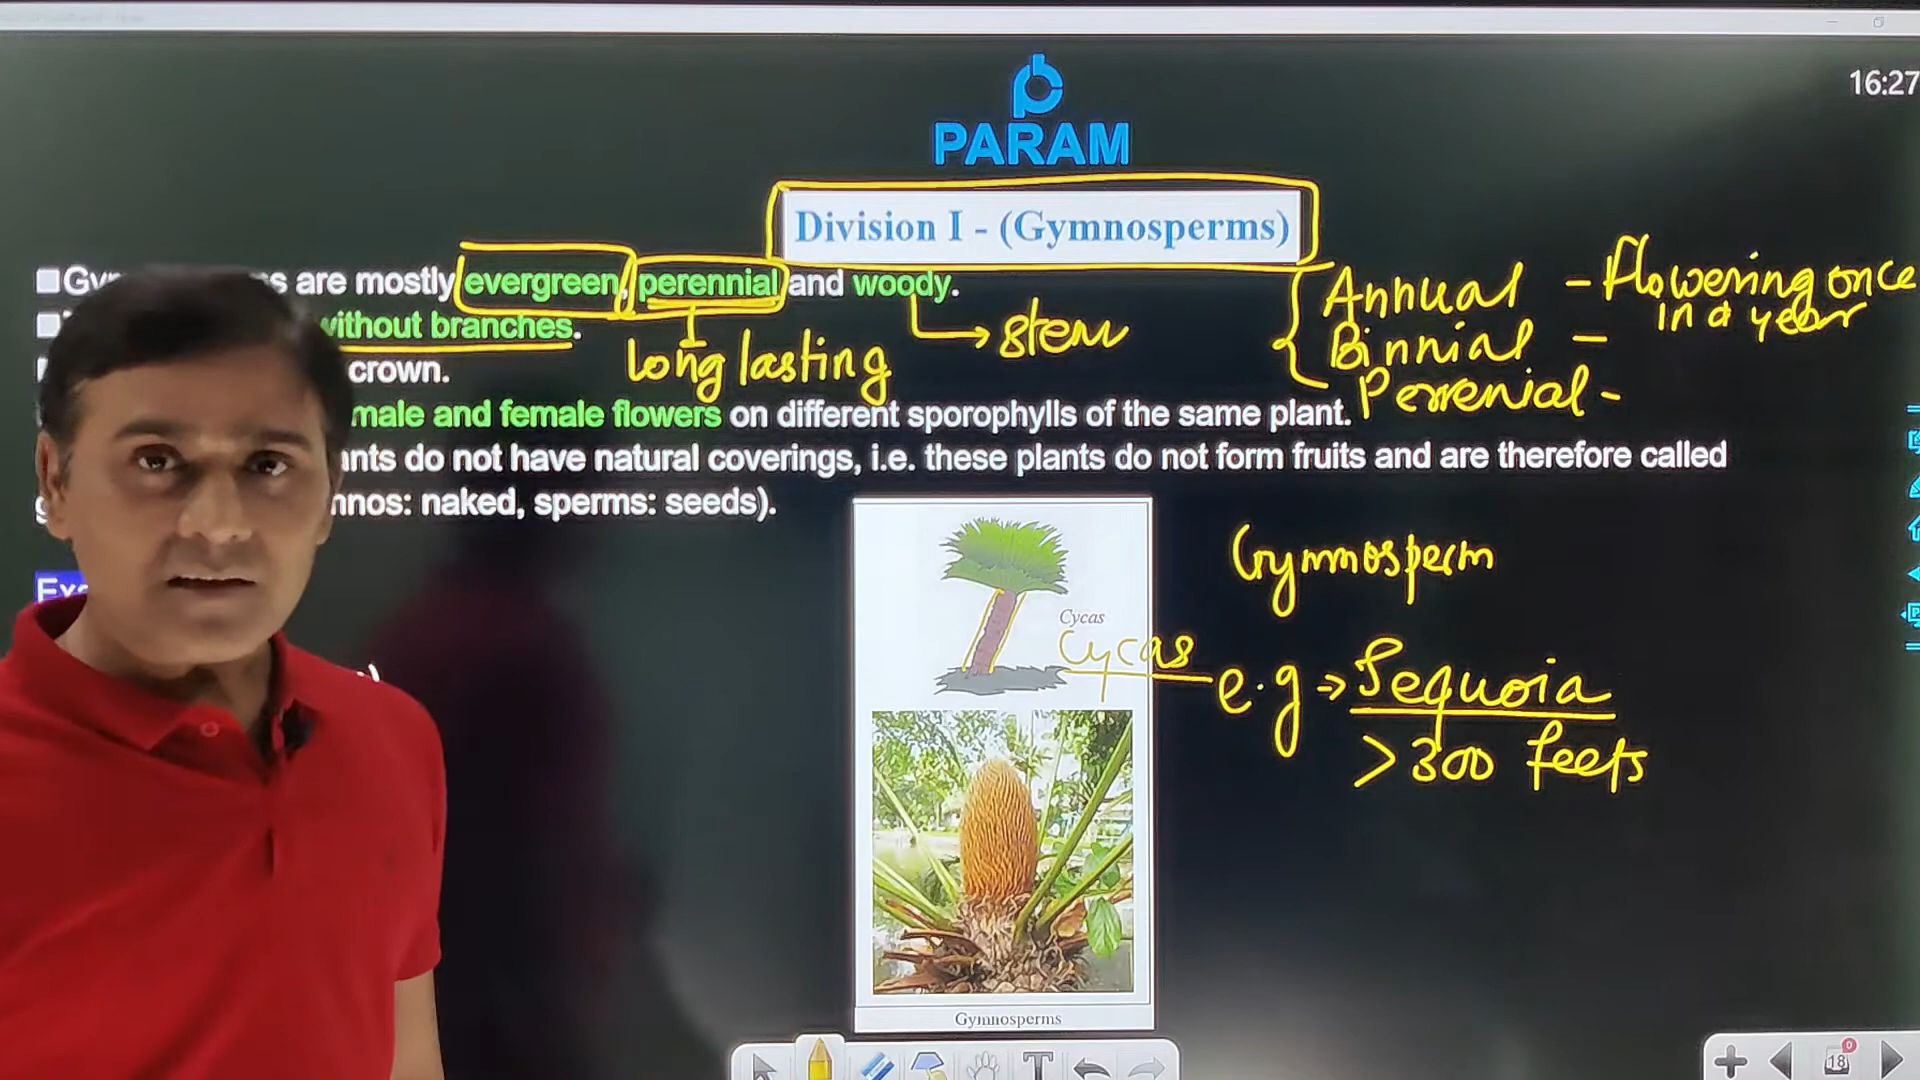 PARAM
16:27
Division I - (Gymnosperms)
are mostly evergreen, perennial and woody.
without branches.
crown.
male and female flowers on different sporophylls of the same plant.
do not have natural coverings, i.e. these plants do not form fruits and are therefore called
naked, sperms: seeds).
long lasting
stem
Annual - Flowering once
in a year
Binnial -
Perrenial -
Cycas
Cycas
Gymnosperm
e.g → Sequoia
>300 feets
Gymnosperms
T
18
0